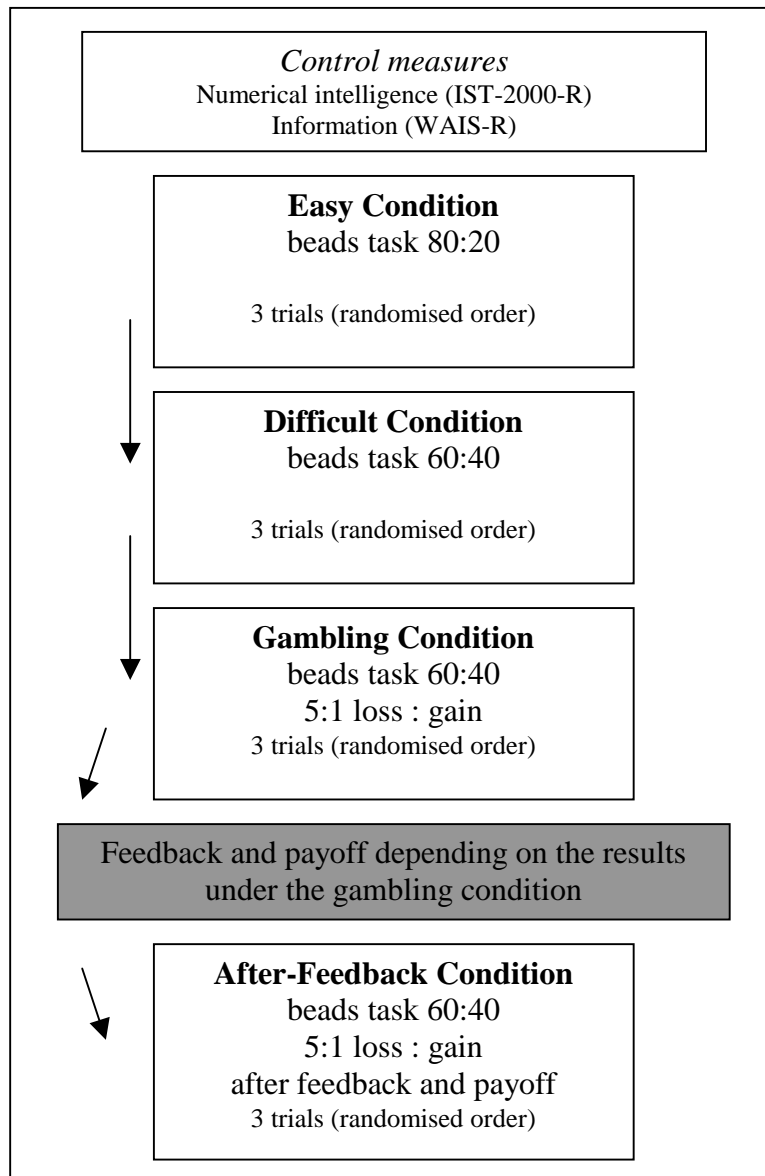 Control measures
Numerical intelligence (IST-2000-R)
Information (WAIS-R)
Easy Condition
beads task 80:20
3 trials (randomised order)
Difficult Condition
beads task 60:40
3 trials (randomised order)
Gambling Condition
beads task 60:40
5:1 loss : gain
3 trials (randomised order)
Feedback and payoff depending on the results
under the gambling condition
After-Feedback Condition
beads task 60:40
5:1 loss : gain
after feedback and payoff
3 trials (randomised order)